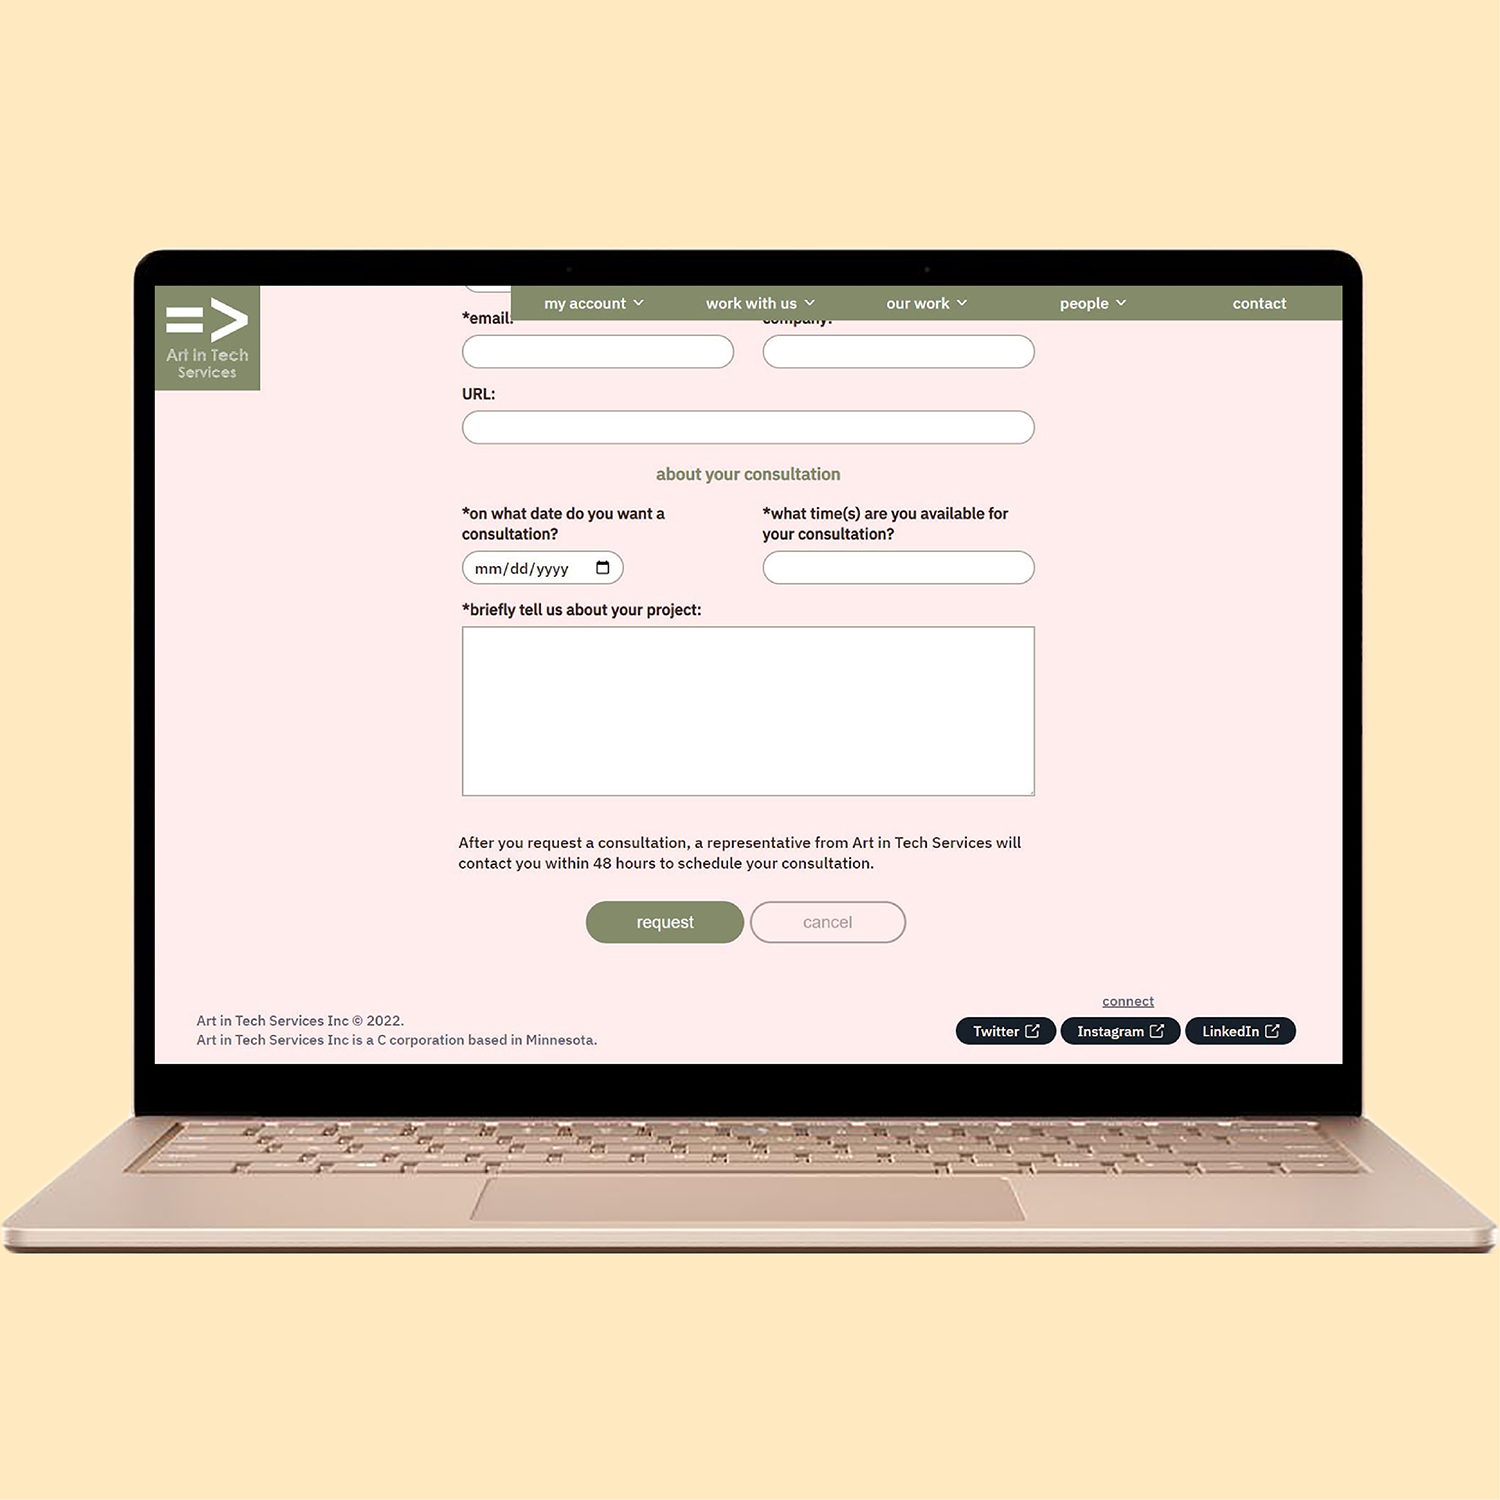 =>
Art in Tech
Services
my account
work with us
our work
people
contact
*email:
company:
URL:
about your consultation
*on what date do you want a
consultation?
*what time(s) are you available for
your consultation?
mm/dd/yyyy
*briefly tell us about your project:
After you request a consultation, a representative from Art in Tech Services will
contact you within 48 hours to schedule your consultation.
request
cancel
connect
Art in Tech Services Inc © 2022.
Art in Tech Services Inc is a C corporation based in Minnesota.
Twitter
Instagram
LinkedIn